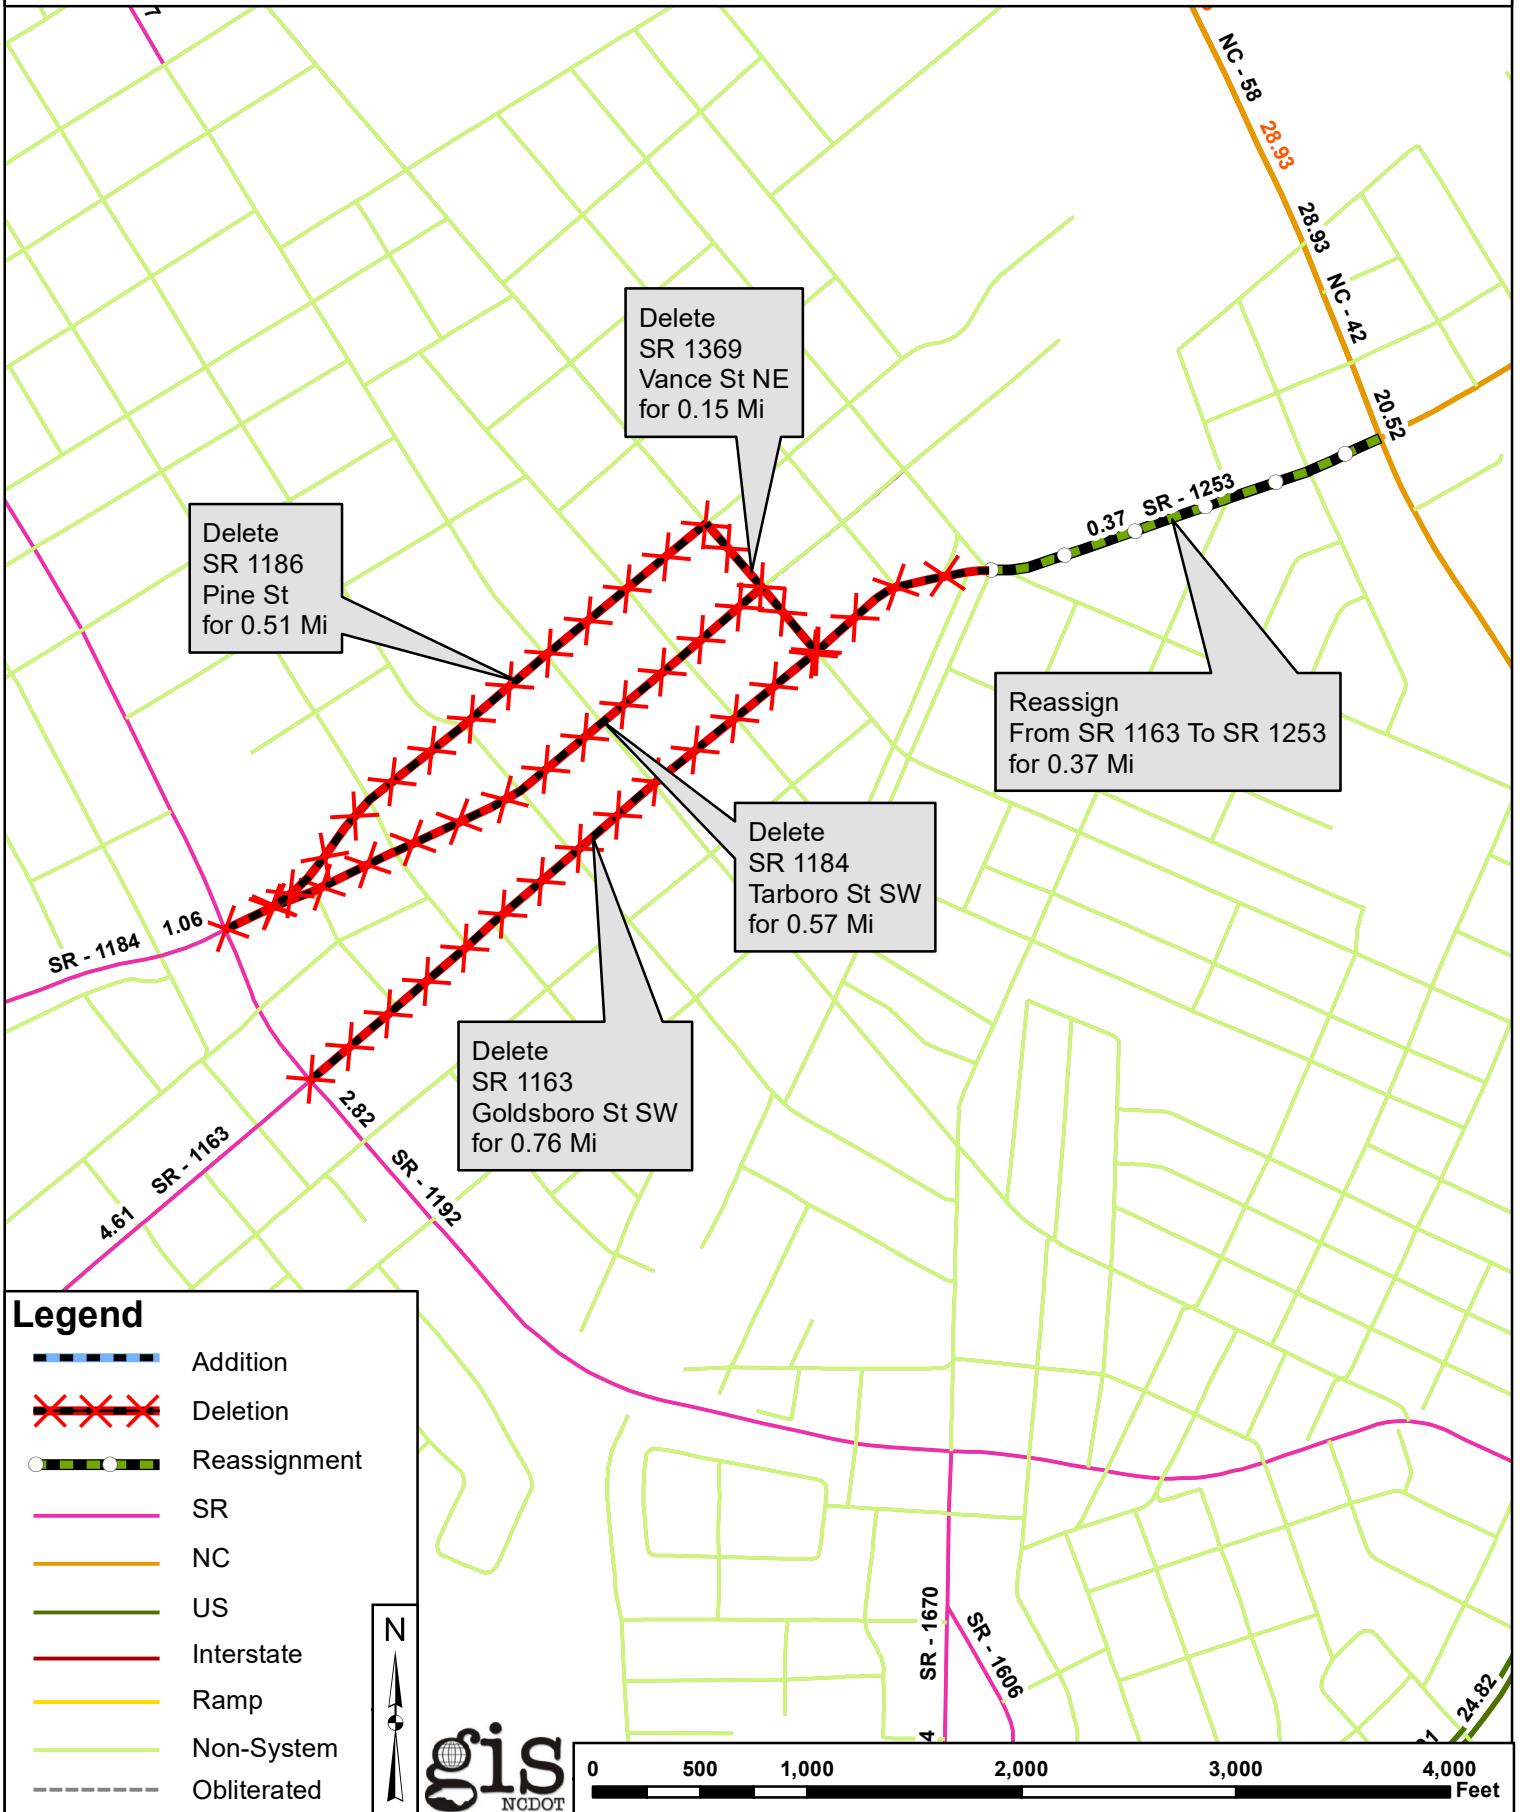 7
NC - 58
28.93
28.93
NC - 42
20.52
Delete
SR 1369
Vance St NE
for 0.15 Mi
0.37
SR - 1253
Delete
SR 1186
Pine St
for 0.51 Mi
Reassign
From SR 1163 To SR 1253
for 0.37 Mi
Delete
SR 1184
Tarboro St SW
for 0.57 Mi
SR - 1184
1.06
Delete
SR 1163
Goldsboro St SW
for 0.76 Mi
2.82
SR - 1192
SR - 1163
4.61
Legend
Addition
Deletion
Reassignment
SR
NC
US
Interstate
Ramp
Non-System
Obliterated
N
gis
NCDOT
SR - 1670
SR - 1606
4
24.82
0 500 1,000 2,000 3,000 4,000
Feet